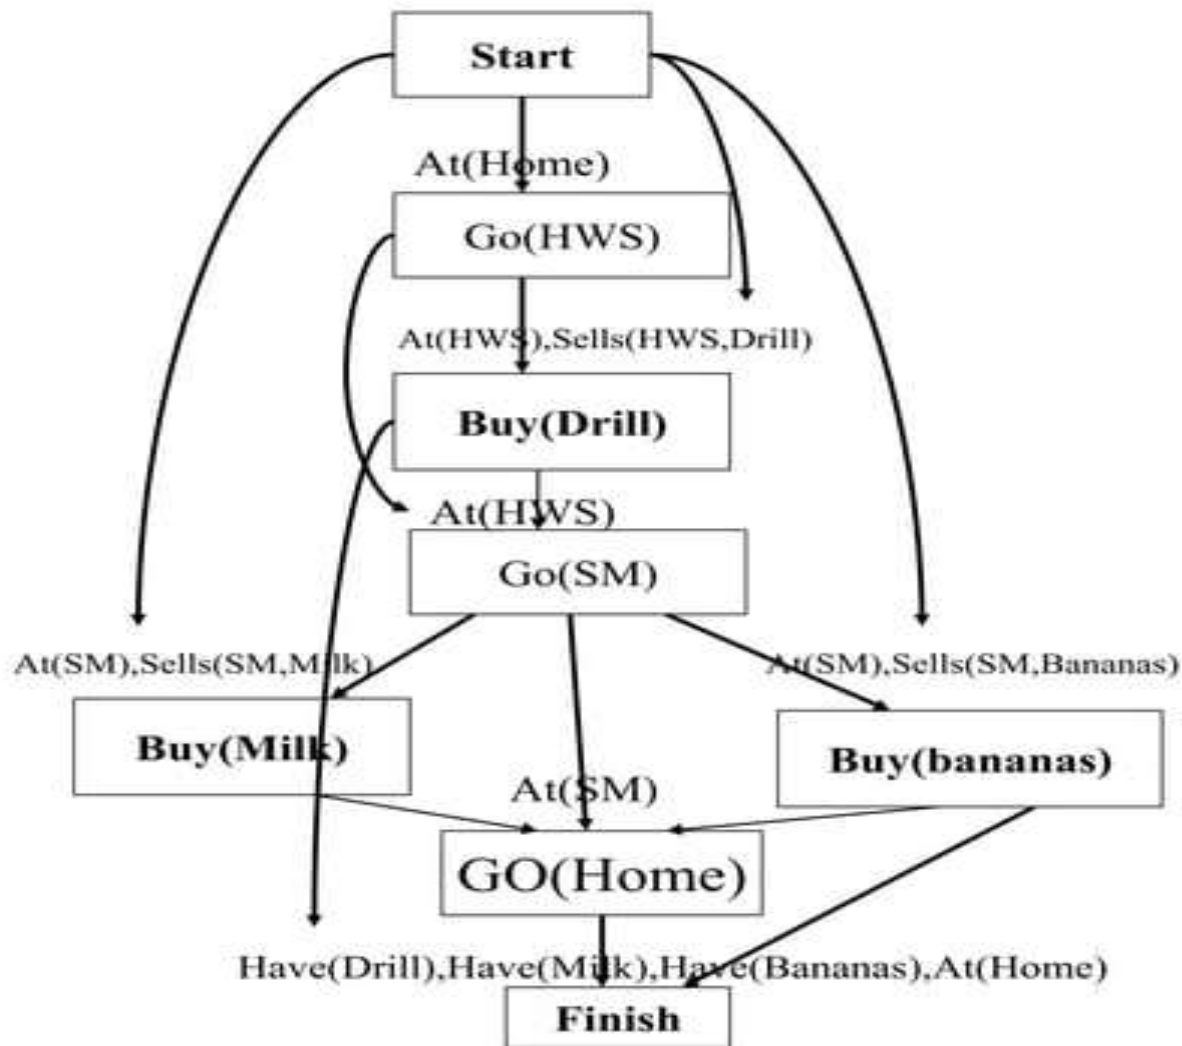 Start
At(Home)
Go(HWS)
At(HWS),Sells(HWS,Drill)
Buy(Drill)
At(HWS)
Go(SM)
At(SM),Sells(SM,Milk)
At(SM),Sells(SM,Bananas)
Buy(Milk)
Buy(bananas)
At(SM)
GO(Home)
Have(Drill),Have(Milk),Have(Bananas),At(Home)
Finish